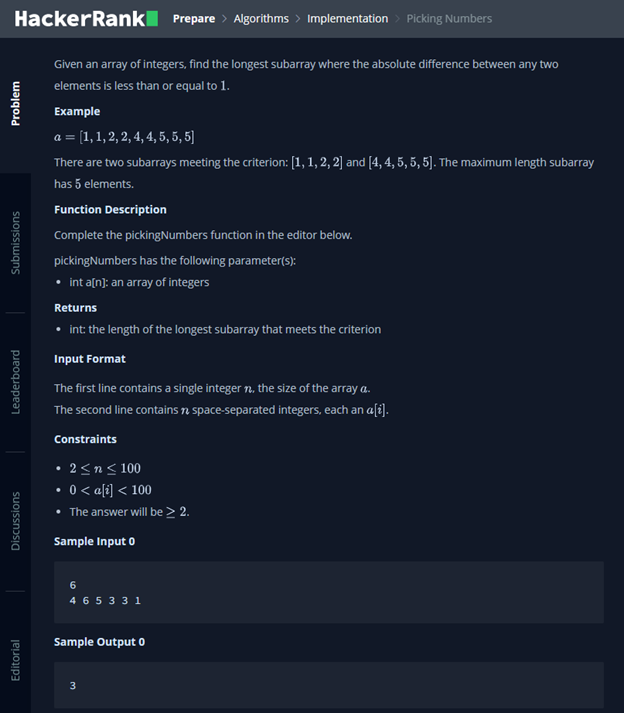 HackerRank Prepare > Algorithms > Implementation > Picking Numbers
Problem
Submissions
Leaderboard
Discussions
Editorial
Given an array of integers, find the longest subarray where the absolute difference between any two
elements is less than or equal to 1.
Example
a = [1, 1, 2, 2, 4, 4, 5, 5, 5]
There are two subarrays meeting the criterion: [1, 1, 2, 2] and [4, 4, 5, 5, 5]. The maximum length subarray
has 5 elements.
Function Description
Complete the pickingNumbers function in the editor below.
pickingNumbers has the following parameter(s):
• int a[n]: an array of integers
Returns
• int: the length of the longest subarray that meets the criterion
Input Format
The first line contains a single integer n, the size of the array a.
The second line contains n space-separated integers, each an a[i].
Constraints
• 2 ≤ n ≤ 100
• 0 < a[i] < 100
• The answer will be ≥ 2.
Sample Input 0
6
4 6 5 3 3 1
Sample Output 0
3